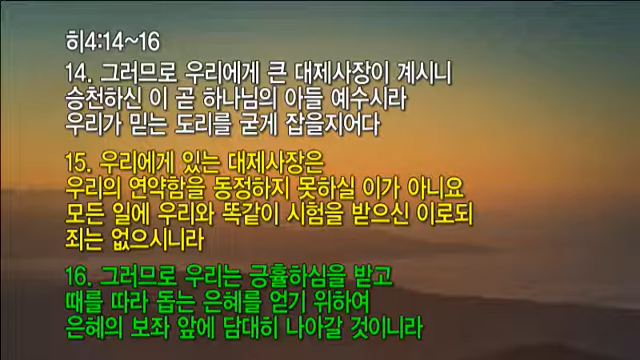 히4:14~16
14. 그러므로 우리에게 큰 대제사장이 계시니
승천하신 이 곧 하나님의 아들 예수시라
우리가 믿는 도리를 굳게 잡을지어다
15. 우리에게 있는 대제사장은
우리의 연약함을 동정하지 못하실 이가 아니요
모든 일에 우리와 똑같이 시험을 받으신 이로되
죄는 없으시니라
16. 그러므로 우리는 긍휼하심을 받고
때를 따라 돕는 은혜를 얻기 위하여
은혜의 보좌 앞에 담대히 나아갈 것이니라